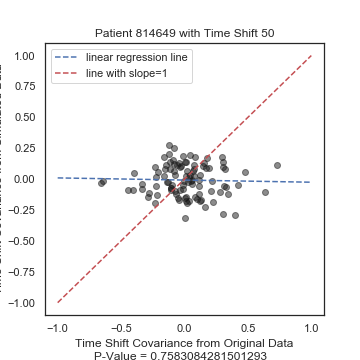 Patient 814649 with Time Shift 50
linear regression line
line with slope=1
1.00
0.75
0.50
0.25
0.00
−0.25
−0.50
−0.75
−1.00
−1.0
−0.5
0.0
0.5
1.0
Time Shift Covariance from Original Data
P-Value = 0.7583084281501293